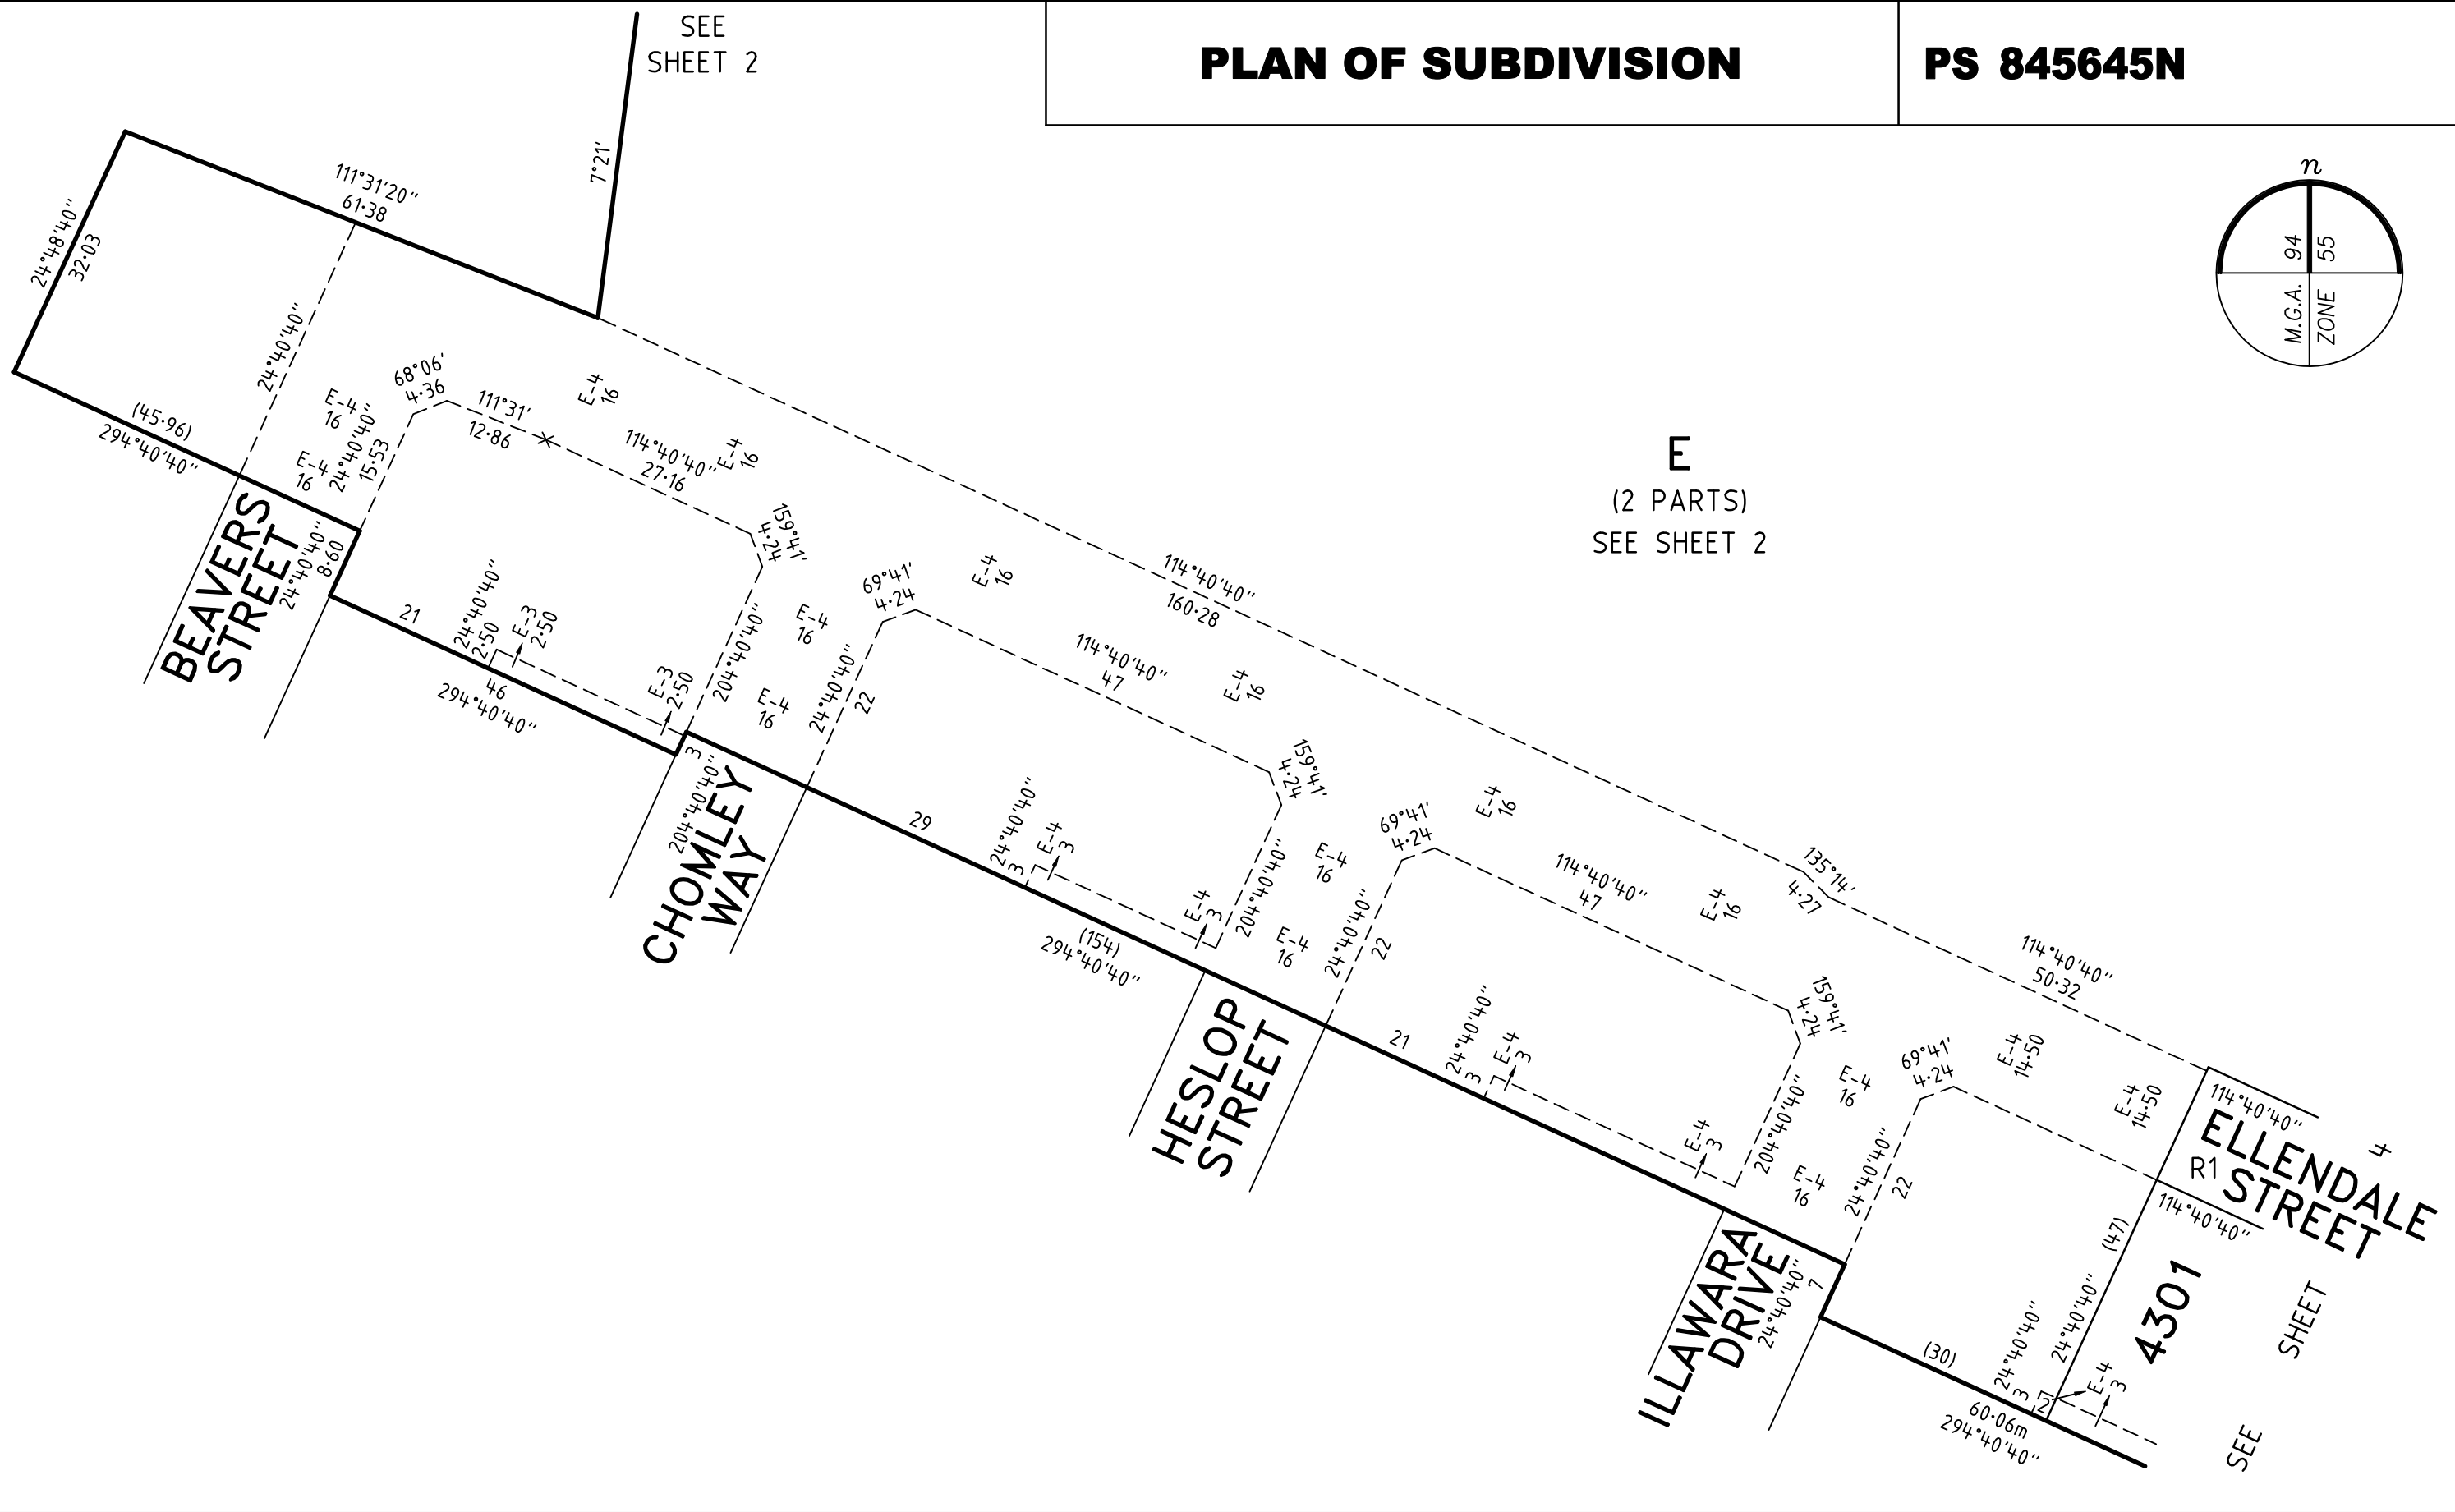 SEE
SHEET 2
PLAN OF SUBDIVISION
PS 845645N
n
M.G.A. 94
ZONE 55
7°21'
111°31'20"
61·38
24°48'40"
32·03
24°40'40"
(45·96)
294°40'40"
E-4
16
E-4
16
24°40'40"
15·53
68°06'
4·36
111°31'
12·86
E-4
16
114°40'40"
27·16
E-4
16
159°41'
4·24
BEAVERS
STREET
24°40'40"
8·60
21
24°40'40"
2·50
E-3
2·50
46
294°40'40"
E-3
2·50
204°40'40"
E-4
16
E-4
16
3
204°40'40"
CHOMLEY
WAY
24°40'40"
22
69°41'
4·24
E-4
16
114°40'40"
47
114°40'40"
160·28
E-4
16
E
(2 PARTS)
SEE SHEET 2
159°41'
4·24
29
24°40'40"
3
E-4
3
(154)
294°40'40"
E-4
3
204°40'40"
E-4
16
E-4
16
HESLOP
STREET
24°40'40"
22
69°41'
4·24
E-4
16
114°40'40"
47
E-4
16
135°14'
4·27
114°40'40"
50·32
159°41'
4·24
21
24°40'40"
3
E-4
3
E-4
3
204°40'40"
E-4
16
E-4
16
ILLAWARA
DRIVE
24°40'40"
7
24°40'40"
22
69°41'
4·24
E-4
14·50
E-4
14·50
114°40'40"
ELLENDALE
R1 STREET
114°40'40"
(47)
24°40'40"
4301
(30)
24°40'40"
3
2
E-4
3
60·06m
294°40'40"
SEE SHEET 4